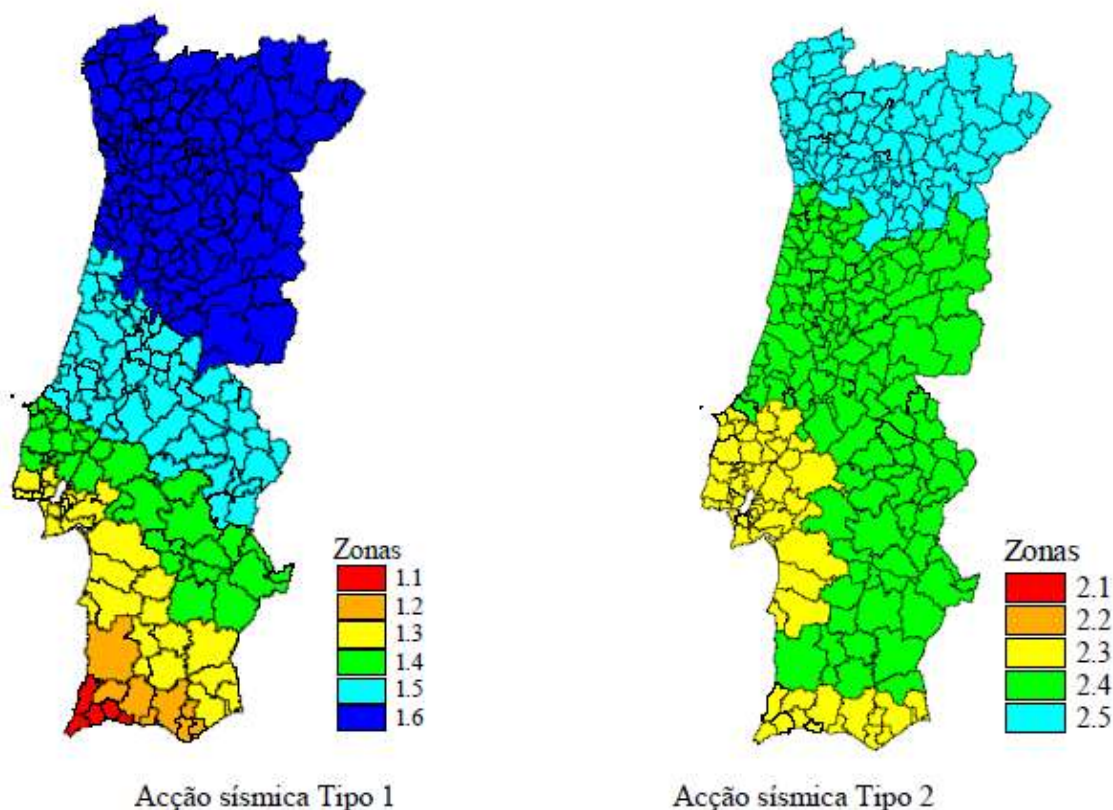 Zonas
1.1
1.2
1.3
1.4
1.5
1.6
Acção sísmica Tipo 1
Zonas
2.1
2.2
2.3
2.4
2.5
Acção sísmica Tipo 2